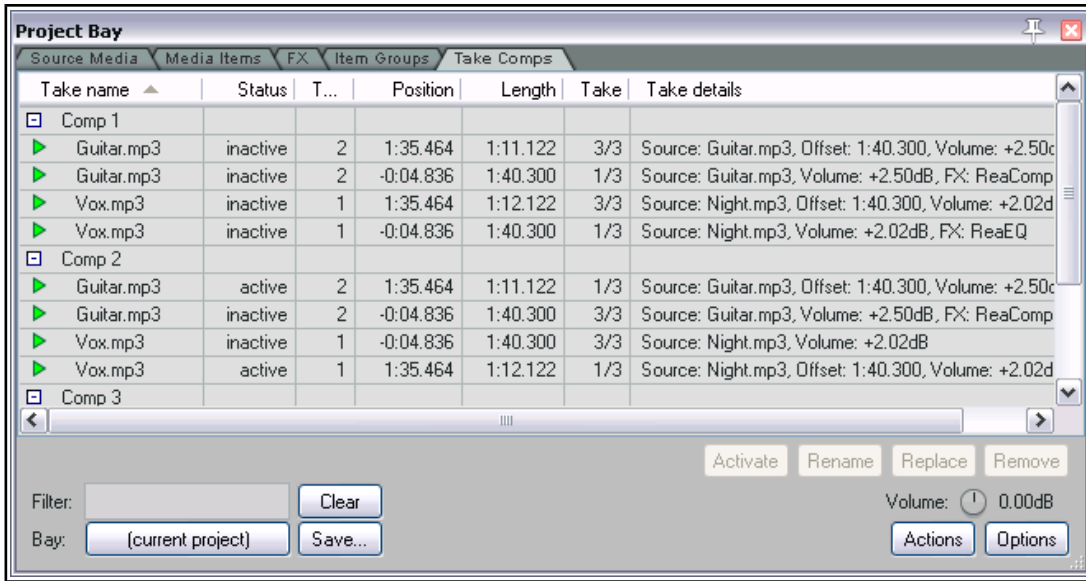 Project Bay
Source Media Media Items FX Item Groups Take Comps
Take name Status T... Position Length Take Take details
Comp 1
Guitar.mp3 inactive 2 1:35.464 1:11.122 3/3 Source: Guitar.mp3, Offset: 1:40.300, Volume: +2.50d
Guitar.mp3 inactive 2 -0:04.836 1:40.300 1/3 Source: Guitar.mp3, Volume: +2.50dB, FX: ReaComp
Vox.mp3 inactive 1 1:35.464 1:12.122 3/3 Source: Night.mp3, Offset: 1:40.300, Volume: +2.02d
Vox.mp3 inactive 1 -0:04.836 1:40.300 1/3 Source: Night.mp3, Volume: +2.02dB, FX: ReaEQ
Comp 2
Guitar.mp3 active 2 1:35.464 1:11.122 1/3 Source: Guitar.mp3, Offset: 1:40.300, Volume: +2.50d
Guitar.mp3 inactive 2 -0:04.836 1:40.300 3/3 Source: Guitar.mp3, Volume: +2.50dB, FX: ReaComp
Vox.mp3 inactive 1 -0:04.836 1:40.300 3/3 Source: Night.mp3, Volume: +2.02dB
Vox.mp3 active 1 1:35.464 1:12.122 1/3 Source: Night.mp3, Offset: 1:40.300, Volume: +2.02d
Comp 3
Activate Rename Replace Remove
Filter: Clear Volume: 0.00dB
Bay: (current project) Save... Actions Options